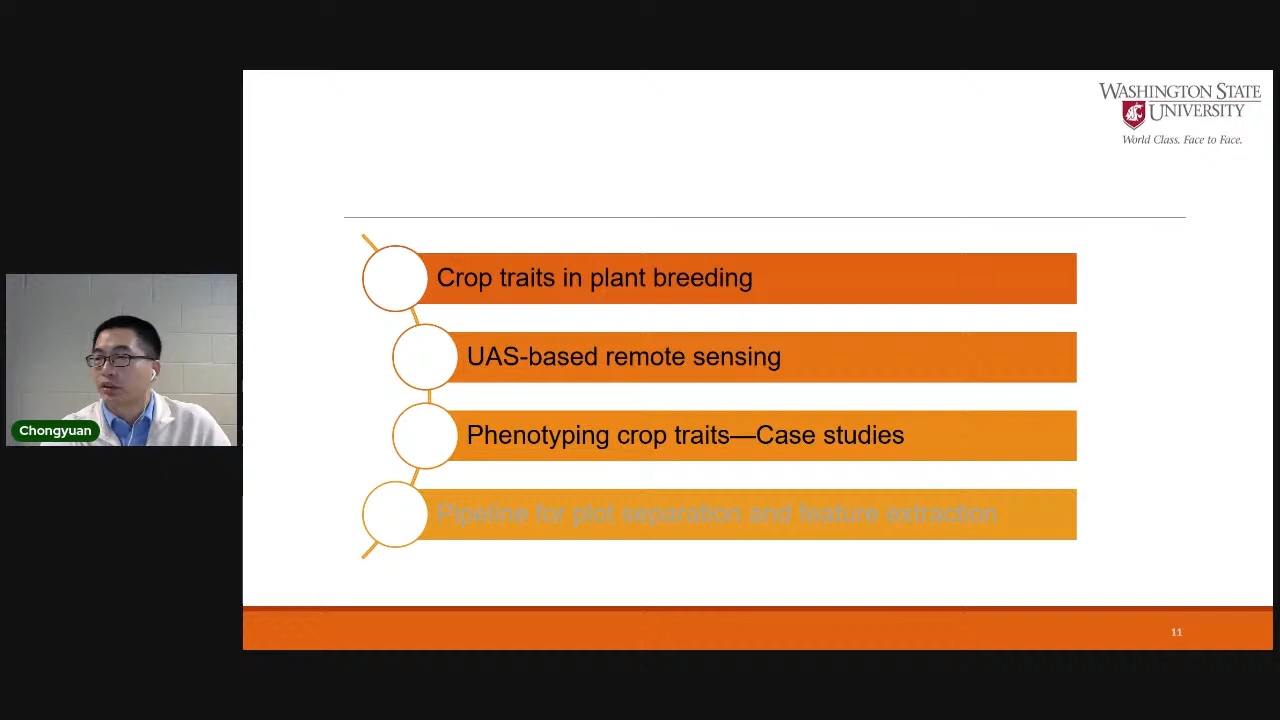 WASHINGTON STATE
UNIVERSITY
World Class. Face to Face.
Crop traits in plant breeding
UAS-based remote sensing
Phenotyping crop traits—Case studies
Pipeline for plot separation and feature extraction
Chongyuan
11